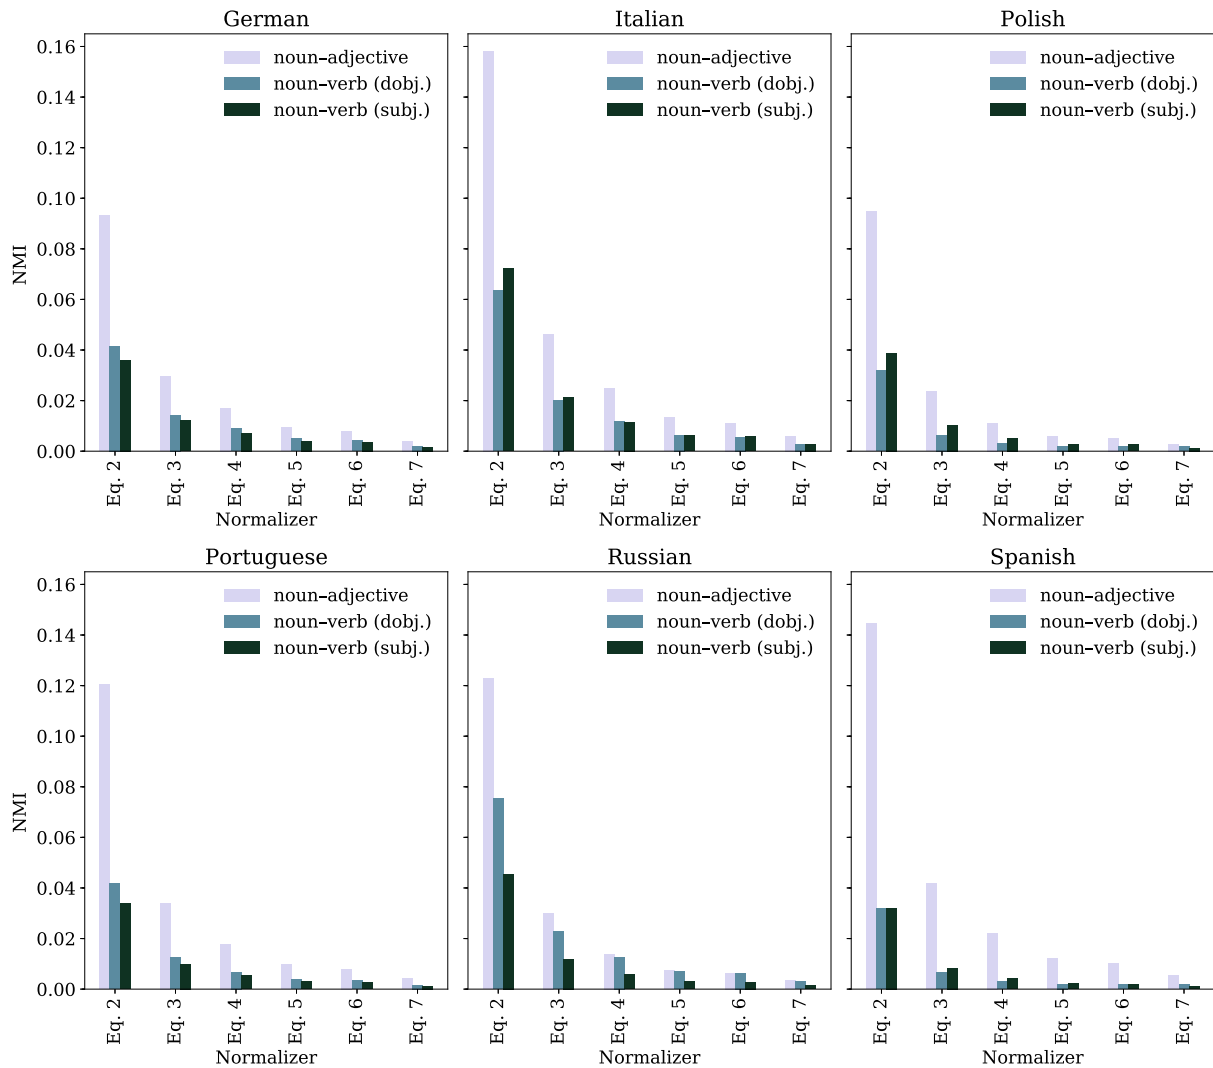 German
Italian
Polish
0.16
0.14
0.12
0.10
0.08
0.06
0.04
0.02
0.00
NMI
noun–adjective
noun–verb (dobj.)
noun–verb (subj.)
noun–adjective
noun–verb (dobj.)
noun–verb (subj.)
noun–adjective
noun–verb (dobj.)
noun–verb (subj.)
Eq. 2
Eq. 3
Eq. 4
Eq. 5
Eq. 6
Eq. 7
Eq. 2
Eq. 3
Eq. 4
Eq. 5
Eq. 6
Eq. 7
Eq. 2
Eq. 3
Eq. 4
Eq. 5
Eq. 6
Eq. 7
Normalizer
Normalizer
Normalizer
Portuguese
Russian
Spanish
0.16
0.14
0.12
0.10
0.08
0.06
0.04
0.02
0.00
NMI
noun–adjective
noun–verb (dobj.)
noun–verb (subj.)
noun–adjective
noun–verb (dobj.)
noun–verb (subj.)
noun–adjective
noun–verb (dobj.)
noun–verb (subj.)
Eq. 2
Eq. 3
Eq. 4
Eq. 5
Eq. 6
Eq. 7
Eq. 2
Eq. 3
Eq. 4
Eq. 5
Eq. 6
Eq. 7
Eq. 2
Eq. 3
Eq. 4
Eq. 5
Eq. 6
Eq. 7
Normalizer
Normalizer
Normalizer